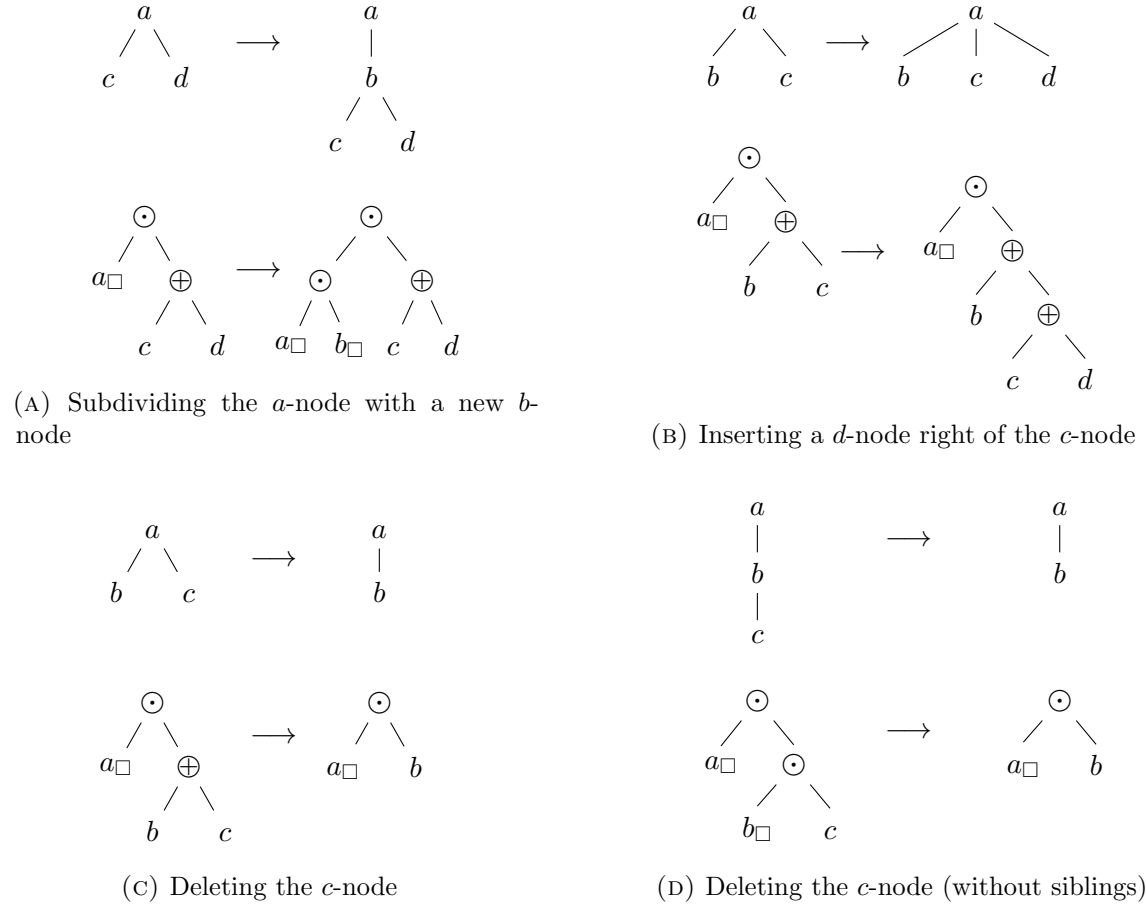 a ⟶ a
c d b
c d
⊙ ⟶ ⊙
a□ ⊕ ⊙ ⊕
c d a□ b□ c d
(A) Subdividing the a-node with a new b-
node
a ⟶ a
b c b c d
⊙ ⊙
a□ ⊕ ⟶ a□ ⊕
b c b ⊕
c d
(B) Inserting a d-node right of the c-node
a ⟶ a
b c b
⊙ ⟶ ⊙
a□ ⊕ a□ b
b c
(C) Deleting the c-node
a ⟶ a
b b
c
⊙ ⟶ ⊙
a□ ⊙ a□ b
b□ c
(D) Deleting the c-node (without siblings)